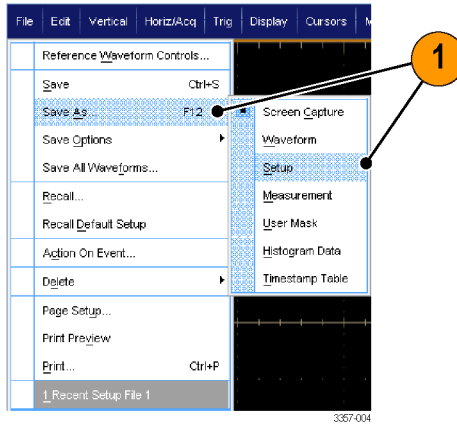 File Edit Vertical Horiz/Acq Trig Display Cursors
1
Reference Waveform Controls...
Save Ctrl+S
Save As F12
Save Options
Save All Waveforms...
Recall...
Recall Default Setup
Action On Event...
Delete
Page Setup...
Print Preview
Print... Ctrl+P
1 Recent Setup File 1
Screen Capture
Waveform
Setup
Measurement
User Mask
Histogram Data
Timestamp Table
3357-004